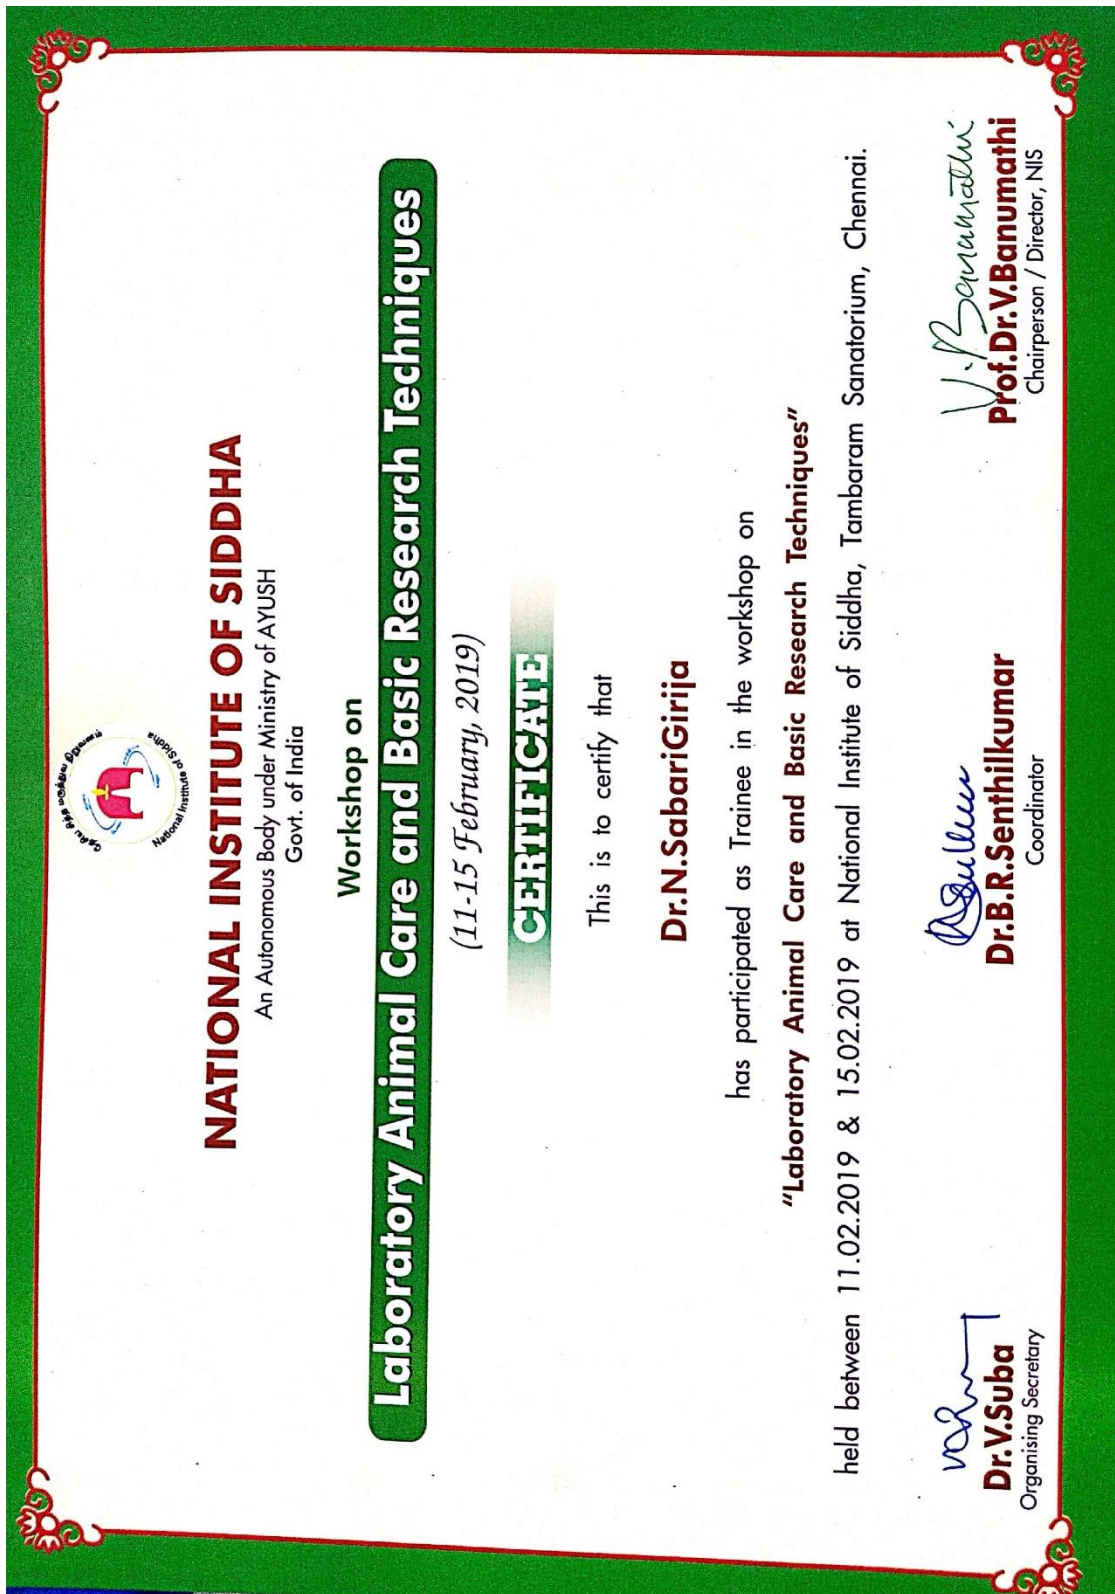 தேசிய சித்த மருத்துவ நிறுவனம்
National Institute of Siddha
NATIONAL INSTITUTE OF SIDDHA
An Autonomous Body under Ministry of AYUSH
Govt. of India
Workshop on
Laboratory Animal Care and Basic Research Techniques
(11-15 February, 2019)
CERTIFICATE
This is to certify that
Dr.N.SabariGirija
has participated as Trainee in the workshop on
"Laboratory Animal Care and Basic Research Techniques"
held between 11.02.2019 & 15.02.2019 at National Institute of Siddha, Tambaram Sanatorium, Chennai.
V. Banumathi
Dr.V.Suba
Organising Secretary
Dr.B.R.Senthilkumar
Coordinator
Prof.Dr.V.Banumathi
Chairperson / Director, NIS